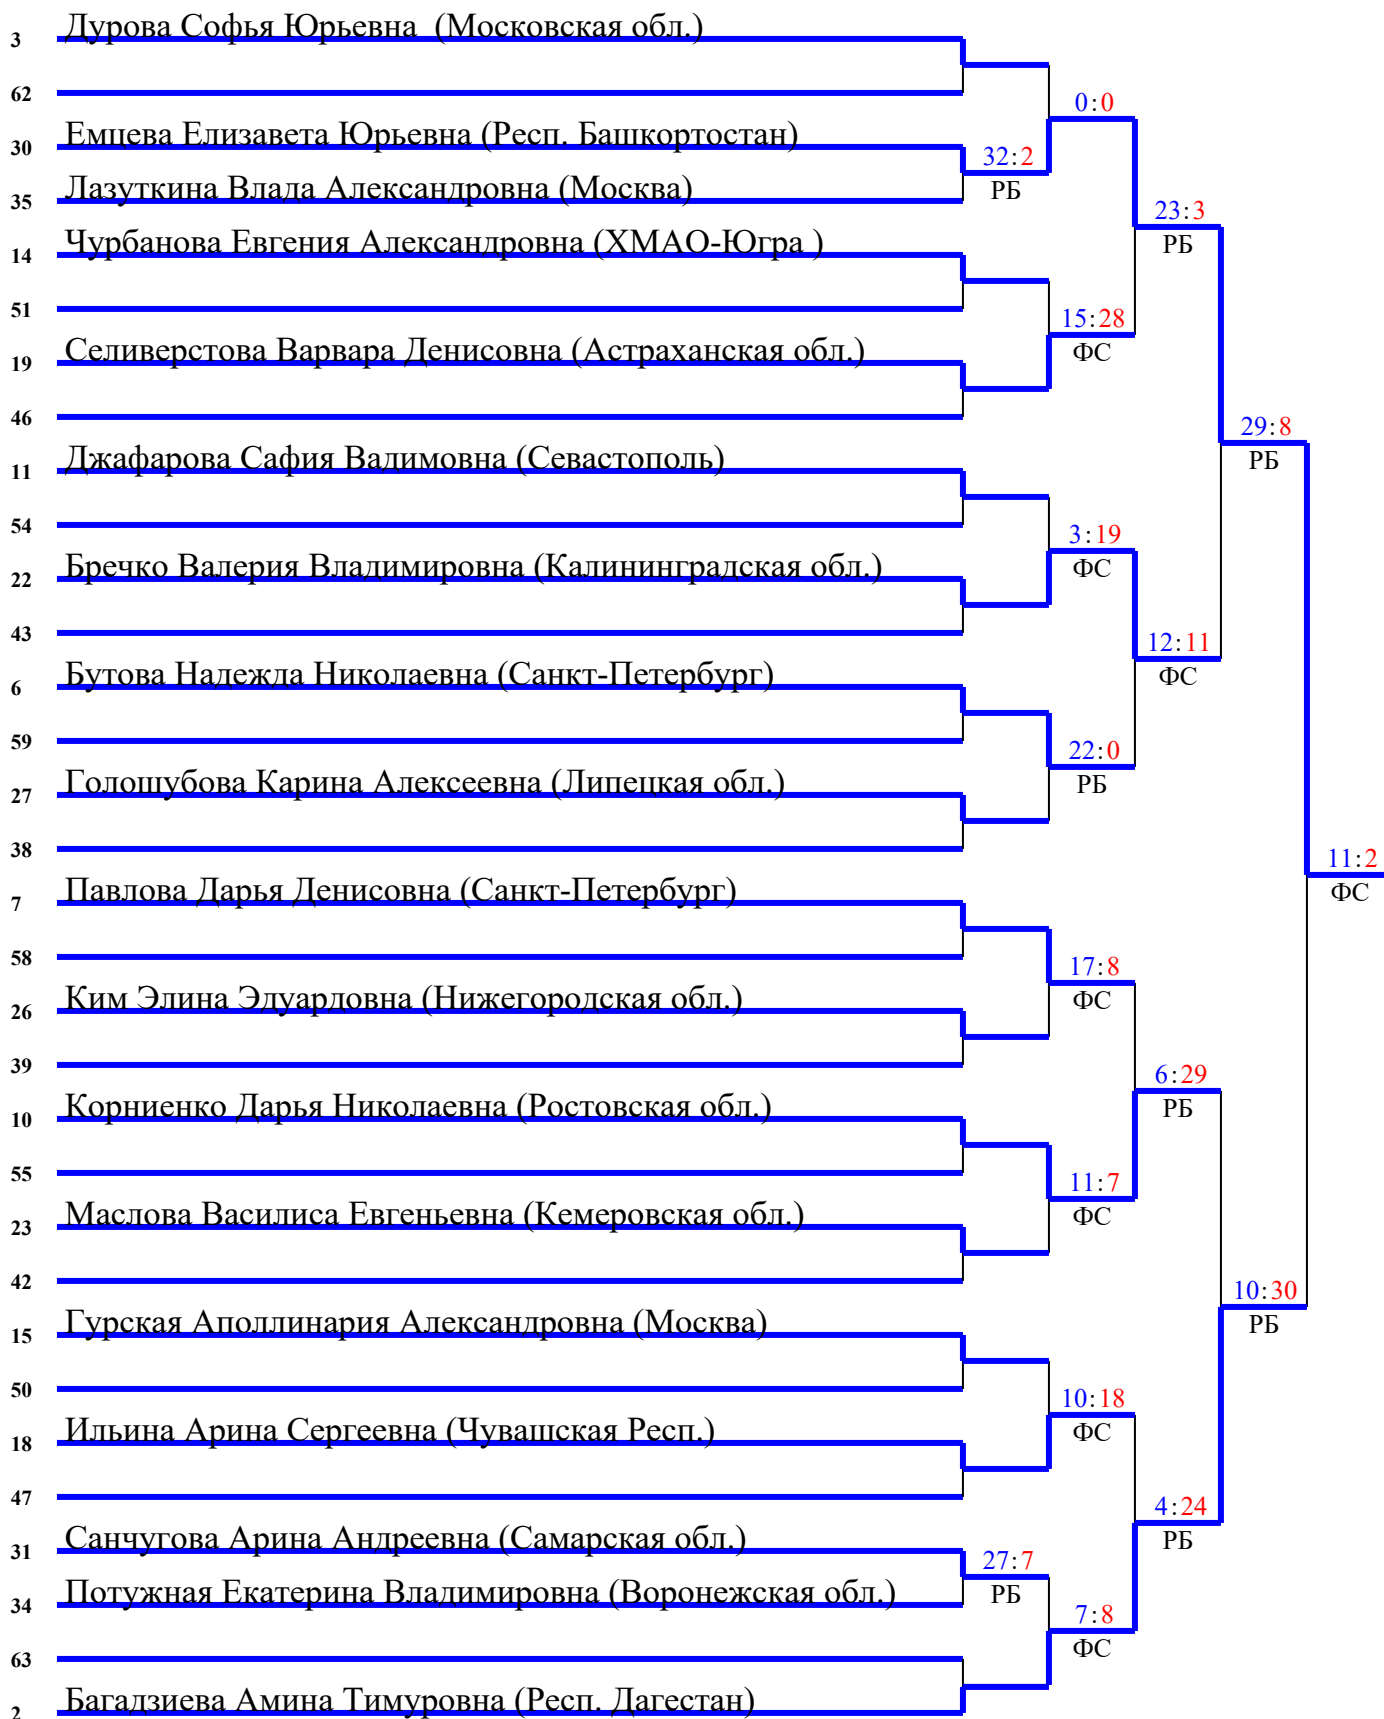 3 Дурова Софья Юрьевна (Московская обл.)
62
0:0
30 Емцева Елизавета Юрьевна (Респ. Башкортостан)
32:2
35 Лазуткина Влада Александровна (Москва)
РБ
23:3
14 Чурбанова Евгения Александровна (ХМАО-Югра )
РБ
51
15:28
19 Селиверстова Варвара Денисовна (Астраханская обл.)
ФС
46
29:8
11 Джафарова Сафия Вадимовна (Севастополь)
РБ
54
3:19
22 Бречко Валерия Владимировна (Калининградская обл.)
ФС
43
12:11
6 Бутова Надежда Николаевна (Санкт-Петербург)
ФС
59
22:0
27 Голошубова Карина Алексеевна (Липецкая обл.)
РБ
38
11:2
7 Павлова Дарья Денисовна (Санкт-Петербург)
ФС
58
17:8
26 Ким Элина Эдуардовна (Нижегородская обл.)
ФС
39
6:29
10 Корниенко Дарья Николаевна (Ростовская обл.)
РБ
55
11:7
23 Маслова Василиса Евгеньевна (Кемеровская обл.)
ФС
42
10:30
15 Гурская Аполлинария Александровна (Москва)
РБ
50
10:18
18 Ильина Арина Сергеевна (Чувашская Респ.)
ФС
47
4:24
31 Санчугова Арина Андреевна (Самарская обл.)
РБ
27:7
34 Потужная Екатерина Владимировна (Воронежская обл.)
РБ
7:8
63
ФС
2 Багадзиева Амина Тимуровна (Респ. Дагестан)